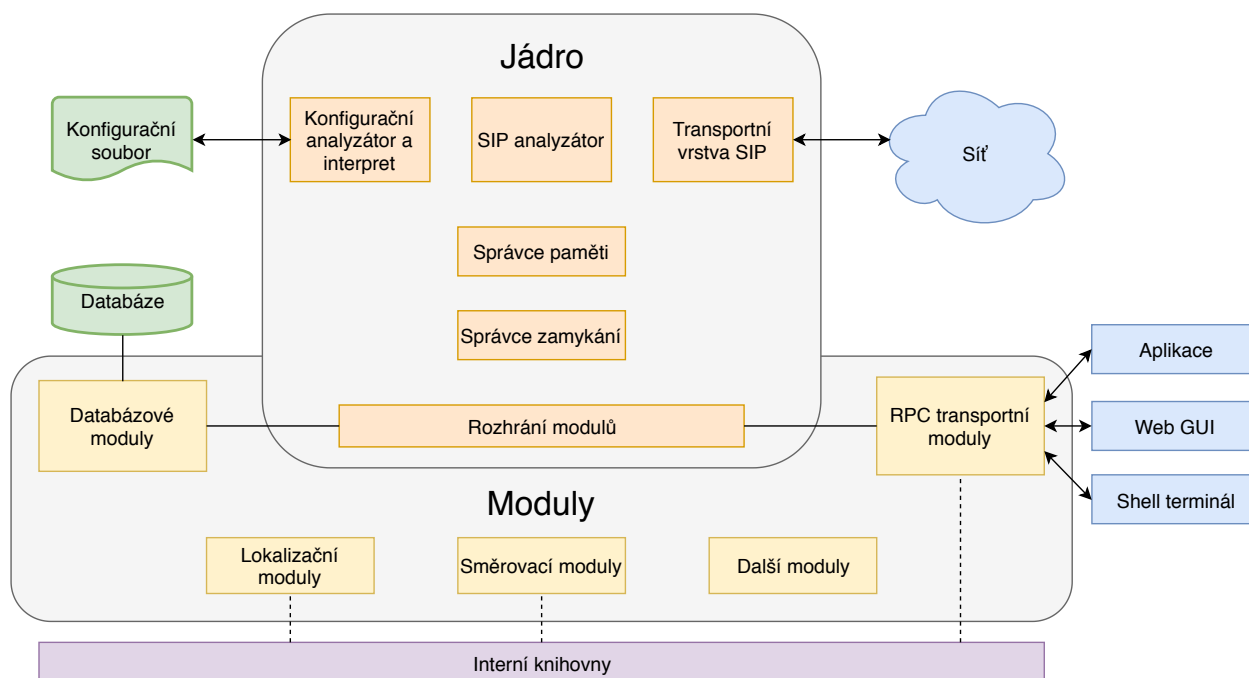 Jádro
Konfigurační
soubor
Konfigurační
analyzátor a
interpret
SIP analyzátor
Transportní
vrstva SIP
Síť
Správce paměti
Databáze
Správce zamykání
Aplikace
Databázové
moduly
Rozhrání modulů
RPC transportní
moduly
Web GUI
Moduly
Shell terminál
Lokalizační
moduly
Směrovací moduly
Další moduly
Interní knihovny